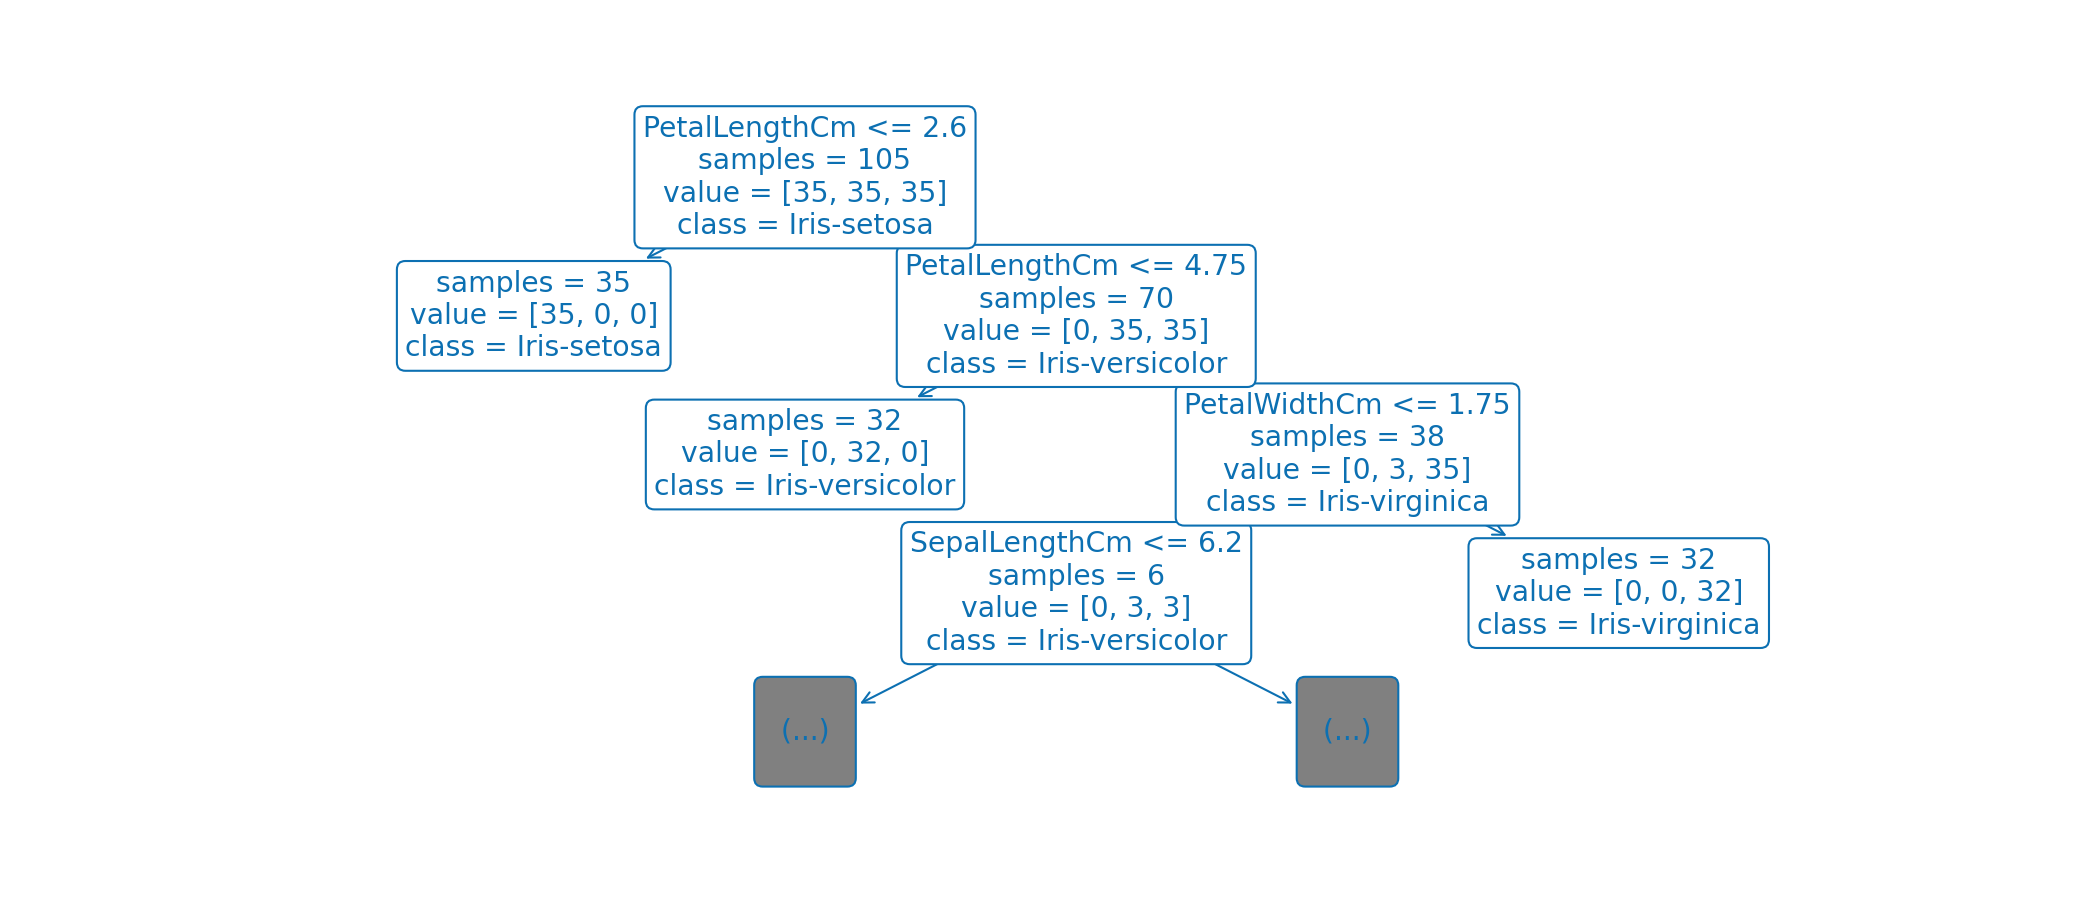 PetalLengthCm <= 2.6
samples = 105
value = [35, 35, 35]
class = Iris-setosa
samples = 35
value = [35, 0, 0]
class = Iris-setosa
PetalLengthCm <= 4.75
samples = 70
value = [0, 35, 35]
class = Iris-versicolor
samples = 32
value = [0, 32, 0]
class = Iris-versicolor
PetalWidthCm <= 1.75
samples = 38
value = [0, 3, 35]
class = Iris-virginica
SepalLengthCm <= 6.2
samples = 6
value = [0, 3, 3]
class = Iris-versicolor
samples = 32
value = [0, 0, 32]
class = Iris-virginica
(...)
(...)